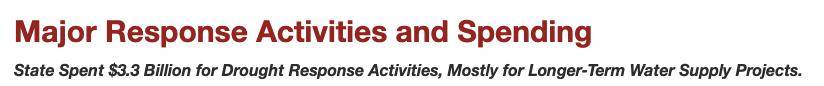 Major Response Activities and Spending
State Spent $3.3 Billion for Drought Response Activities, Mostly for Longer-Term Water Supply Projects.